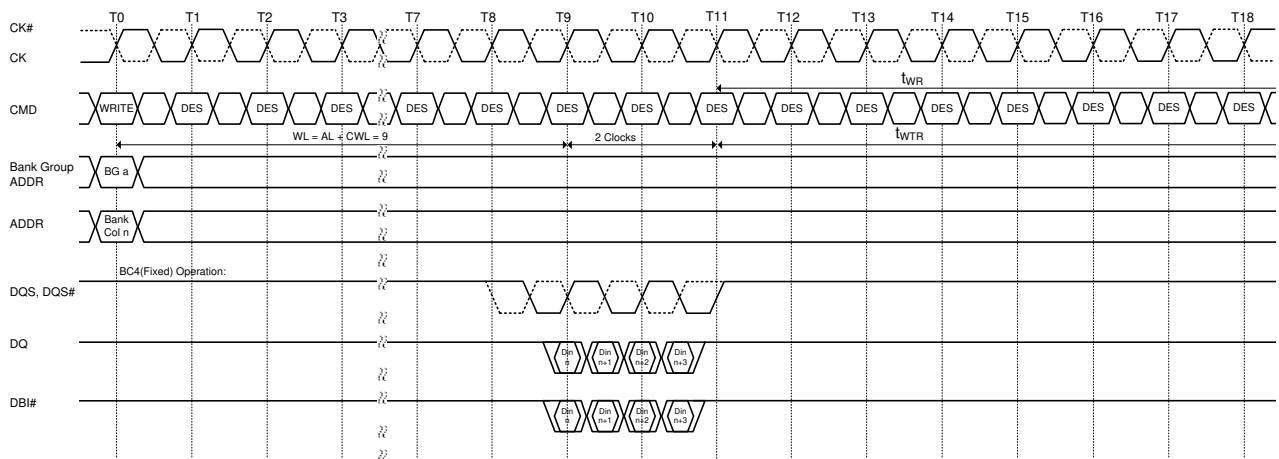 T0 T1 T2 T3 T7 T8 T9 T10 T11 T12 T13 T14 T15 T16 T17 T18
CK#
CK
tWR
CMD WRITE DES DES DES DES DES DES DES DES DES DES DES DES DES DES DES
WL = AL + CWL = 9 2 Clocks tWTR
Bank Group
ADDR
BG a
ADDR
Bank
Col n
BC4(Fixed) Operation:
DQS, DQS#
DQ
Din Din Din Din
n n+1 n+2 n+3
DBI#
Din Din Din Din
n n+1 n+2 n+3